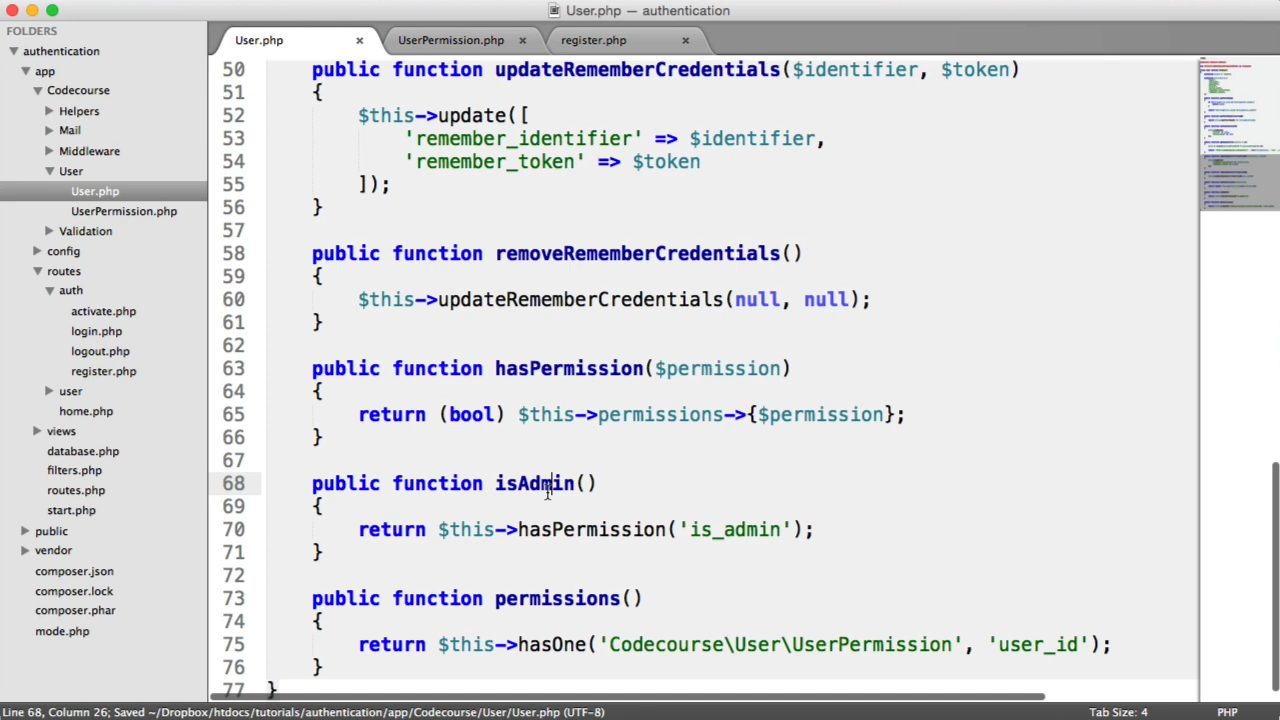 User.php — authentication
FOLDERS
authentication
app
Codecourse
Helpers
Mail
Middleware
User
User.php
UserPermission.php
Validation
config
routes
auth
activate.php
login.php
logout.php
register.php
user
home.php
views
database.php
filters.php
routes.php
start.php
public
vendor
composer.json
composer.lock
composer.phar
mode.php
User.php × UserPermission.php × register.php ×
50 public function updateRememberCredentials($identifier, $token)
51 {
52 $this->update([
53 'remember_identifier' => $identifier,
54 'remember_token' => $token
55 ]);
56 }
57
58 public function removeRememberCredentials()
59 {
60 $this->updateRememberCredentials(null, null);
61 }
62
63 public function hasPermission($permission)
64 {
65 return (bool) $this->permissions->{$permission};
66 }
67
68 public function isAdmin()
69 {
70 return $this->hasPermission('is_admin');
71 }
72
73 public function permissions()
74 {
75 return $this->hasOne('Codecourse\User\UserPermission', 'user_id');
76 }
77 }
Line 68, Column 26; Saved ~/Dropbox/htdocs/tutorials/authentication/app/Codecourse/User/User.php (UTF-8) Tab Size: 4 PHP